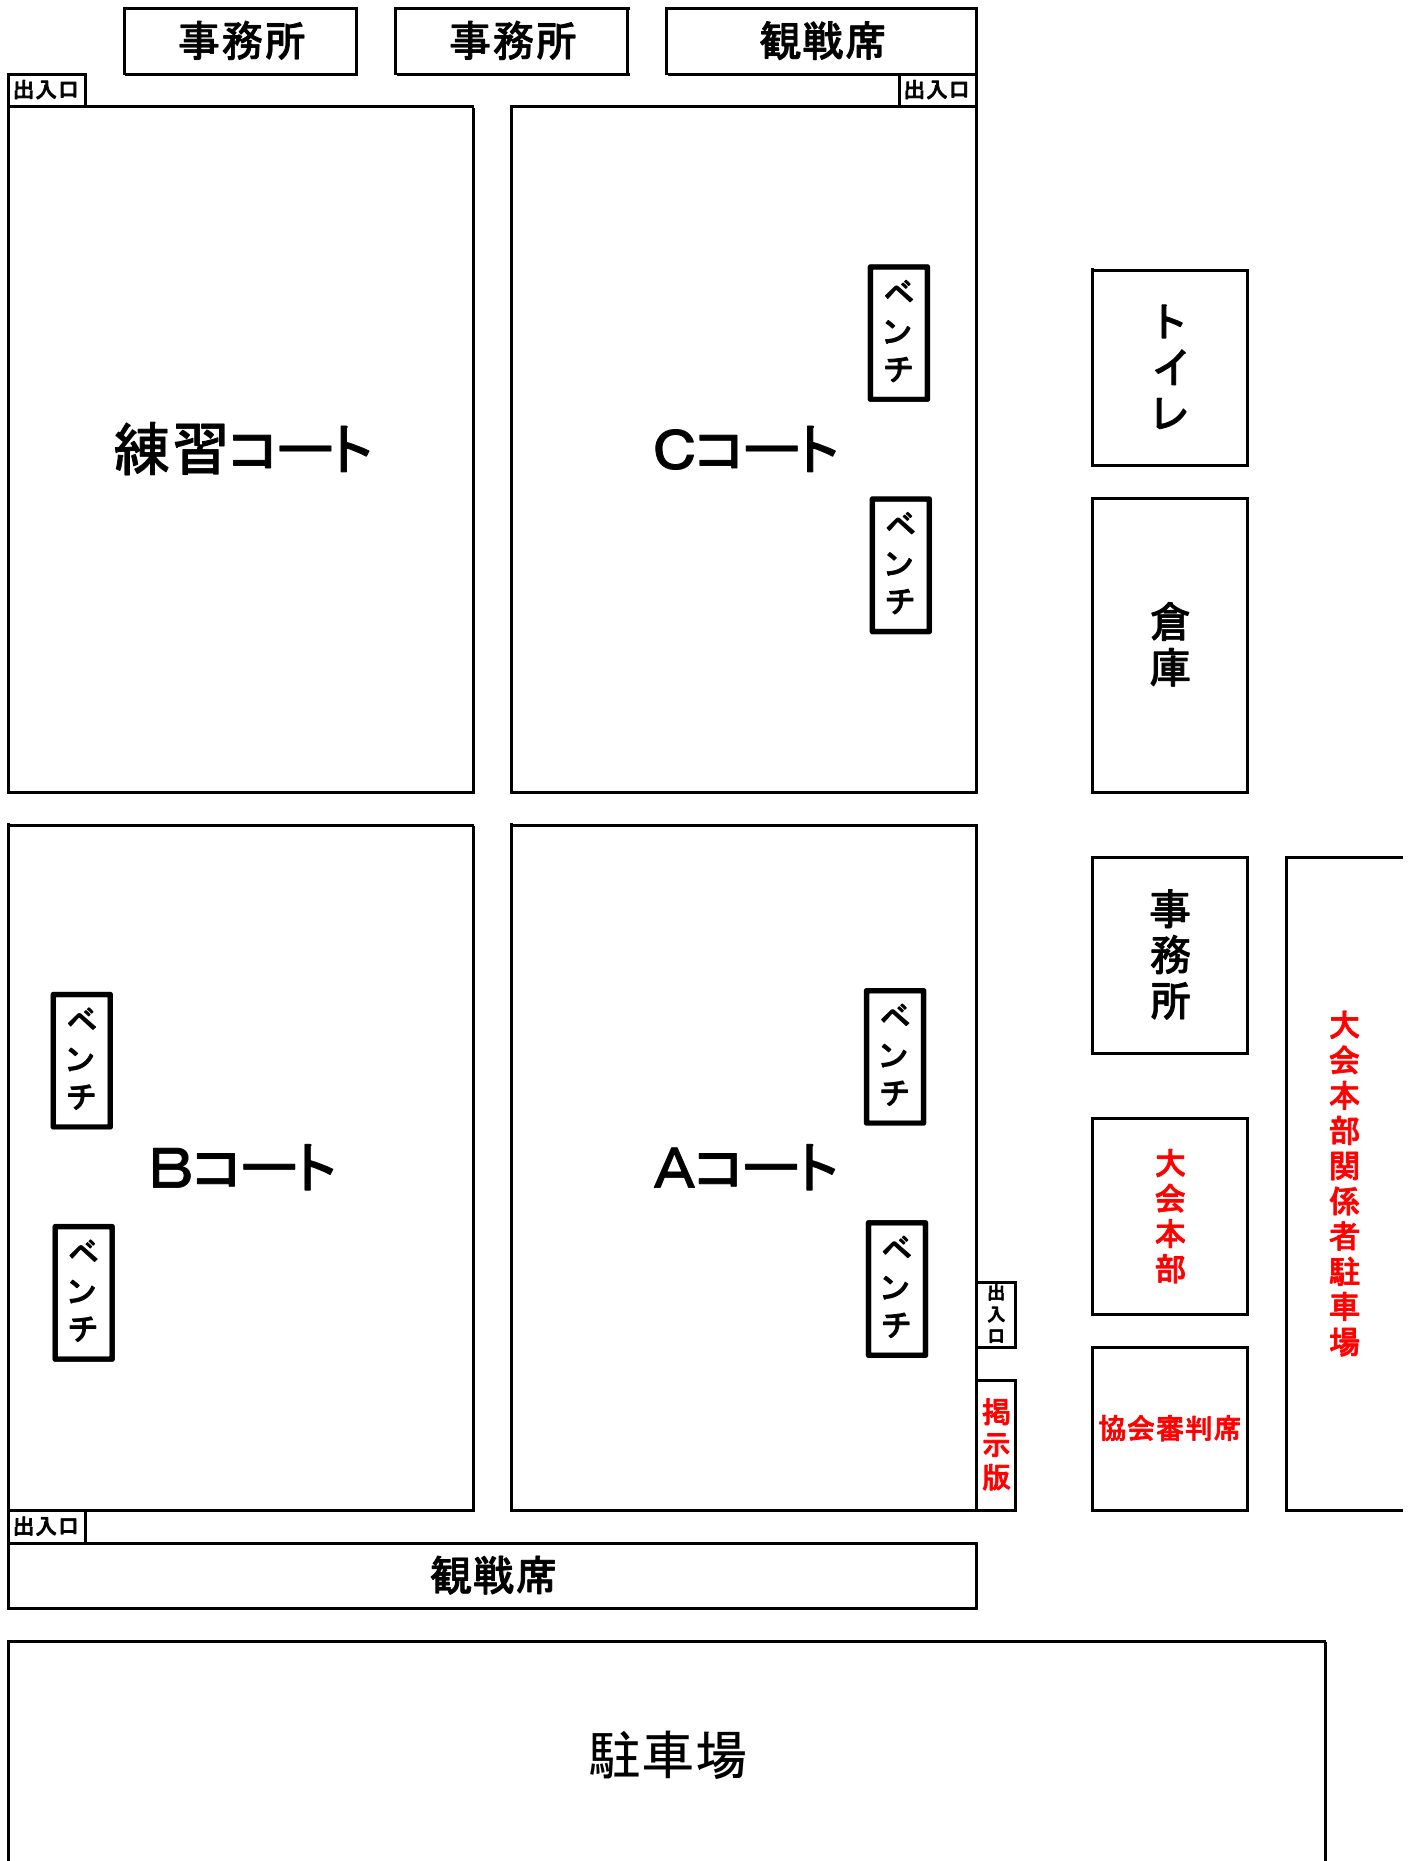 事務所
事務所
観戦席
出入口
出入口
練習コート
Cコート
ベンチ
ベンチ
トイレ
倉庫
Bコート
ベンチ
ベンチ
Aコート
ベンチ
ベンチ
出入口
掲示版
事務所
大会本部
協会審判席
大会本部関係者駐車場
出入口
観戦席
駐車場